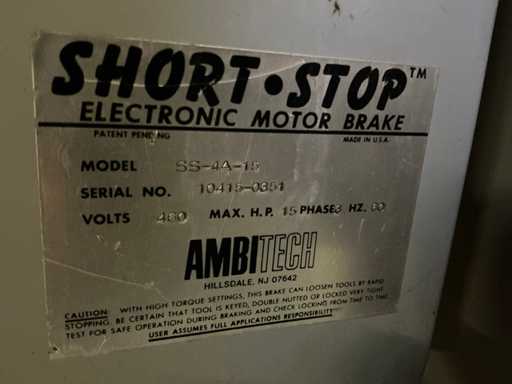 SHORT•STOP™
ELECTRONIC MOTOR BRAKE
PATENT PENDING MADE IN U.S.A.
MODEL SS-4A-15
SERIAL NO. 10415-0351
VOLTS 460 MAX. H.P. 15 PHASE 3 HZ. 60
AMBITECH
HILLSDALE, NJ 07642
CAUTION: WITH HIGH TORQUE SETTINGS, THIS BRAKE CAN LOOSEN TOOLS BY RAPID
STOPPING. BE CERTAIN THAT TOOL IS KEYED, DOUBLE NUTTED OR LOCKED VERY TIGHT.
TEST FOR SAFE OPERATION DURING BRAKING AND CHECK LOCKING FROM TIME TO TIME.
USER ASSUMES FULL APPLICATIONS RESPONSIBILITY